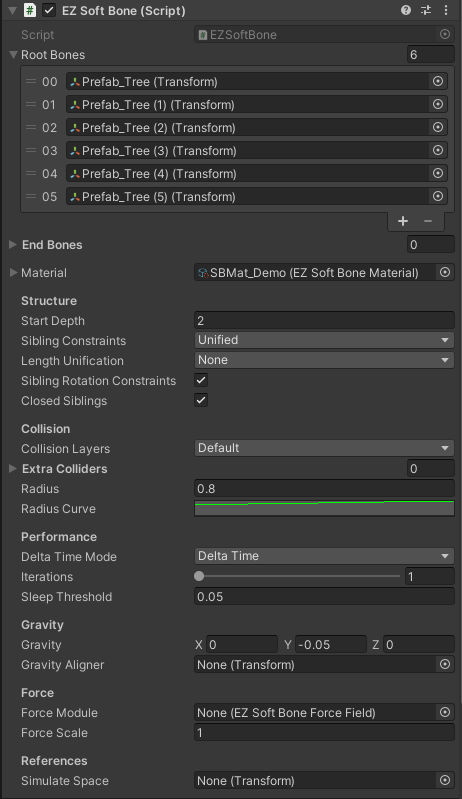 EZ Soft Bone (Script)
Script EZSoftBone
Root Bones 6
00 Prefab_Tree (Transform)
01 Prefab_Tree (1) (Transform)
02 Prefab_Tree (2) (Transform)
03 Prefab_Tree (3) (Transform)
04 Prefab_Tree (4) (Transform)
05 Prefab_Tree (5) (Transform)
End Bones 0
Material SBMat_Demo (EZ Soft Bone Material)
Structure
Start Depth 2
Sibling Constraints Unified
Length Unification None
Sibling Rotation Constraints
Closed Siblings
Collision
Collision Layers Default
Extra Colliders 0
Radius 0.8
Radius Curve
Performance
Delta Time Mode Delta Time
Iterations 1
Sleep Threshold 0.05
Gravity
Gravity X 0 Y -0.05 Z 0
Gravity Aligner None (Transform)
Force
Force Module None (EZ Soft Bone Force Field)
Force Scale 1
References
Simulate Space None (Transform)